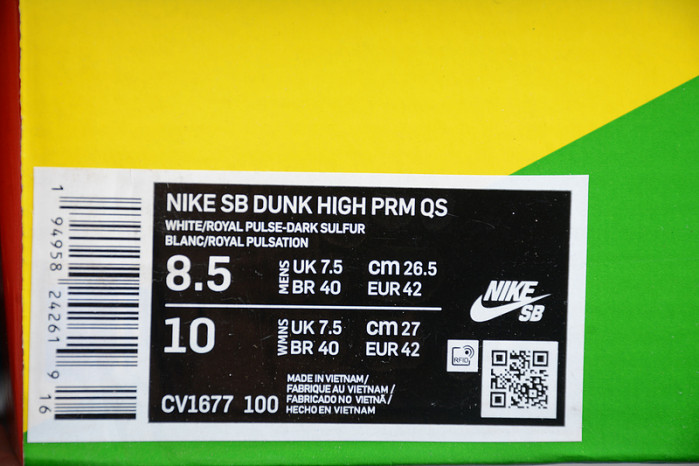 NIKE SB DUNK HIGH PRM QS
WHITE/ROYAL PULSE-DARK SULFUR
BLANC/ROYAL PULSATION
8.5 MENS UK 7.5 cm 26.5
BR 40 EUR 42
10 WMNS UK 7.5 cm 27
BR 40 EUR 42
CV1677 100
MADE IN VIETNAM /
FABRIQUE AU VIETNAM /
FABRICADO NO VIETNÃ /
HECHO EN VIETNAM
NIKE
SB
RFID
1 94958 24261 9 16